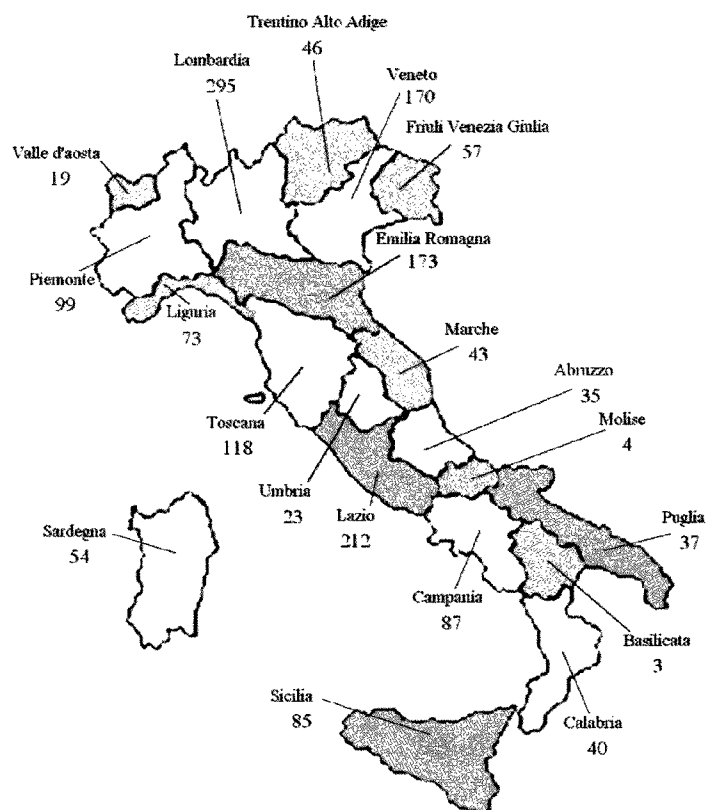 Trentino Alto Adige
46
Lombardia
295
Veneto
170
Friuli Venezia Giulia
57
Valle d'aosta
19
Emilia Romagna
173
Piemonte
99
Liguria
73
Marche
43
Abruzzo
35
Molise
4
Toscana
118
Umbria
23
Lazio
212
Puglia
37
Sardegna
54
Campania
87
Basilicata
3
Sicilia
85
Calabria
40